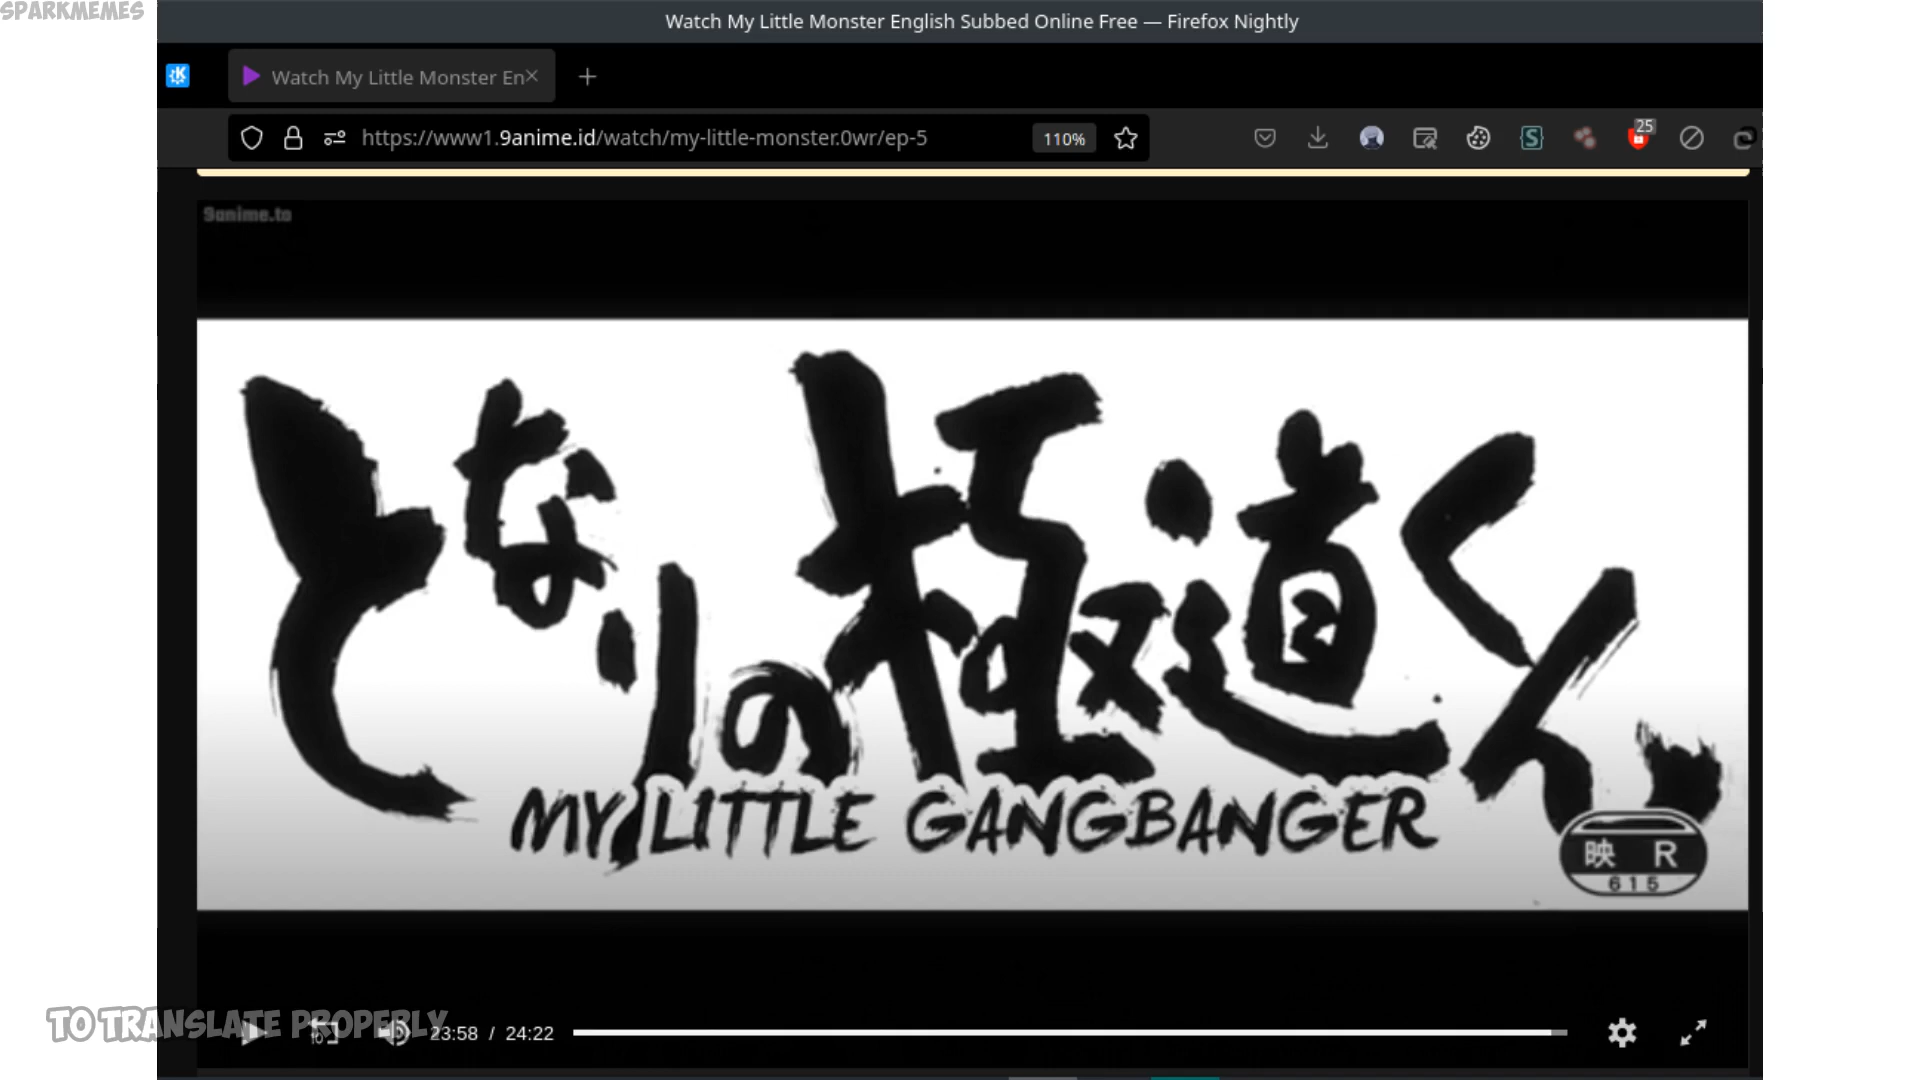 SPARKMEMES
Watch My Little Monster English Subbed Online Free — Firefox Nightly
Watch My Little Monster En
https://www1.9anime.id/watch/my-little-monster.0wr/ep-5
110%
25
9anime.to
となりの極道くん
MY LITTLE GANGBANGER
映 R
615
TO TRANSLATE PROPERLY
10
23:58 / 24:22